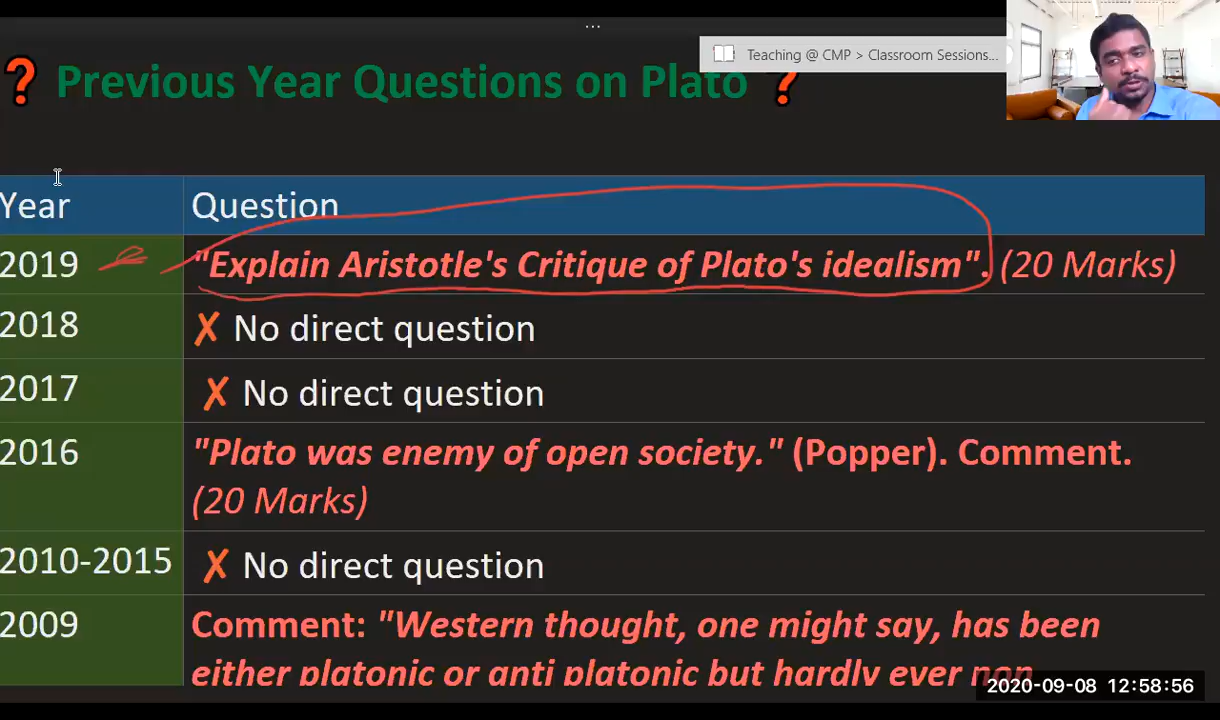 ...
Teaching @ CMP > Classroom Sessions...
❓ Previous Year Questions on Plato ❓
Year Question
2019 "Explain Aristotle's Critique of Plato's idealism". (20 Marks)
2018 ✗ No direct question
2017 ✗ No direct question
2016 "Plato was enemy of open society." (Popper). Comment.
(20 Marks)
2010-2015 ✗ No direct question
2009 Comment: "Western thought, one might say, has been
either platonic or anti platonic but hardly ever non
2020-09-08 12:58:56